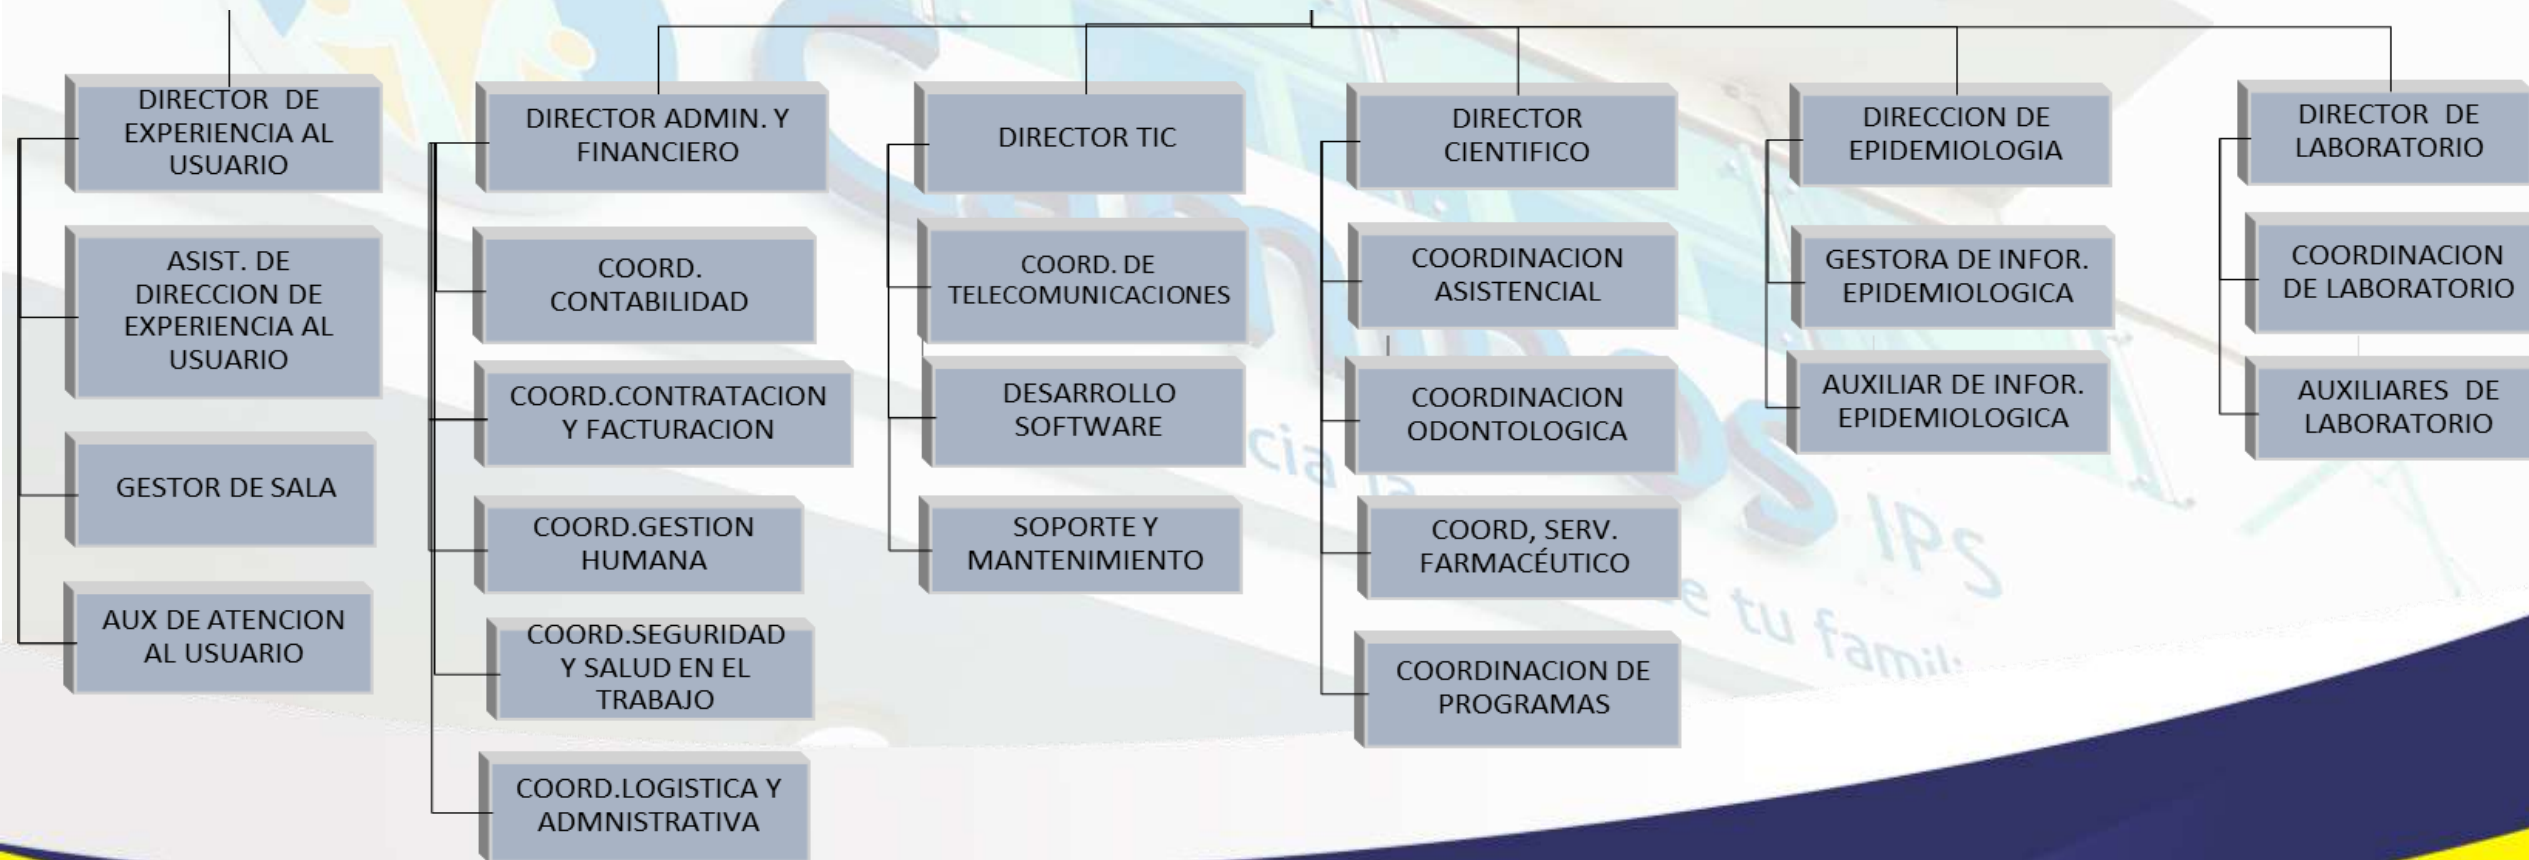 DIRECTOR DE
EXPERIENCIA AL
USUARIO
ASIST. DE
DIRECCION DE
EXPERIENCIA AL
USUARIO
GESTOR DE SALA
AUX DE ATENCION
AL USUARIO
DIRECTOR ADMIN. Y
FINANCIERO
COORD.
CONTABILIDAD
COORD.CONTRATACION
Y FACTURACION
COORD.GESTION
HUMANA
COORD.SEGURIDAD
Y SALUD EN EL
TRABAJO
COORD.LOGISTICA Y
ADMNISTRATIVA
DIRECTOR TIC
COORD. DE
TELECOMUNICACIONES
DESARROLLO
SOFTWARE
SOPORTE Y
MANTENIMIENTO
DIRECTOR
CIENTIFICO
COORDINACION
ASISTENCIAL
COORDINACION
ODONTOLOGICA
COORD, SERV.
FARMACÉUTICO
COORDINACION DE
PROGRAMAS
DIRECCION DE
EPIDEMIOLOGIA
GESTORA DE INFOR.
EPIDEMIOLOGICA
AUXILIAR DE INFOR.
EPIDEMIOLOGICA
DIRECTOR DE
LABORATORIO
COORDINACION
DE LABORATORIO
AUXILIARES DE
LABORATORIO
IPS
de tu famili